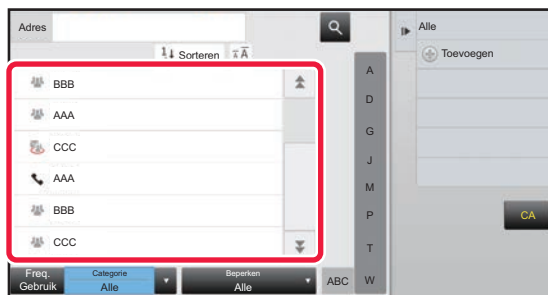 Adres
Sorteren
BBB
AAA
CCC
AAA
BBB
CCC
A
D
G
J
M
P
T
W
ABC
Freq. Gebruik
Categorie
Alle
Beperken
Alle
Alle
Toevoegen
CA